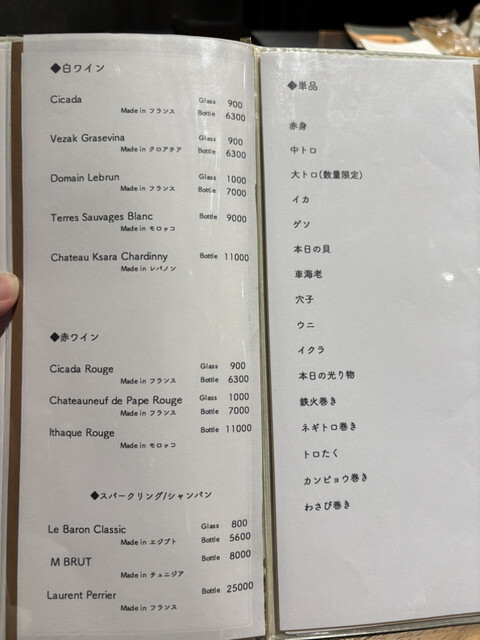 ◆白ワイン
Cicada Glass 900
Made in フランス Bottle 6300
Vezak Grasevina Glass 900
Made in クロアチア Bottle 6300
Domain Lebrun Glass 1000
Made in フランス Bottle 7000
Terres Sauvages Blanc Bottle 9000
Made in モロッコ
Chateau Ksara Chardinny Bottle 11000
Made in レバノン
◆赤ワイン
Cicada Rouge Glass 900
Made in フランス Bottle 6300
Chateauneuf de Pape Rouge Glass 1000
Made in フランス Bottle 7000
Ithaque Rouge Bottle 11000
Made in モロッコ
◆スパークリング/シャンパン
Le Baron Classic Glass 800
Made in エジプト Bottle 5600
M BRUT Bottle 8000
Made in チュニジア
Laurent Perrier Bottle 25000
Made in フランス
◆単品
赤身
中トロ
大トロ(数量限定)
イカ
ゲソ
本日の貝
車海老
穴子
ウニ
イクラ
本日の光り物
鉄火巻き
ネギトロ巻き
トロたく
カンピョウ巻き
わさび巻き